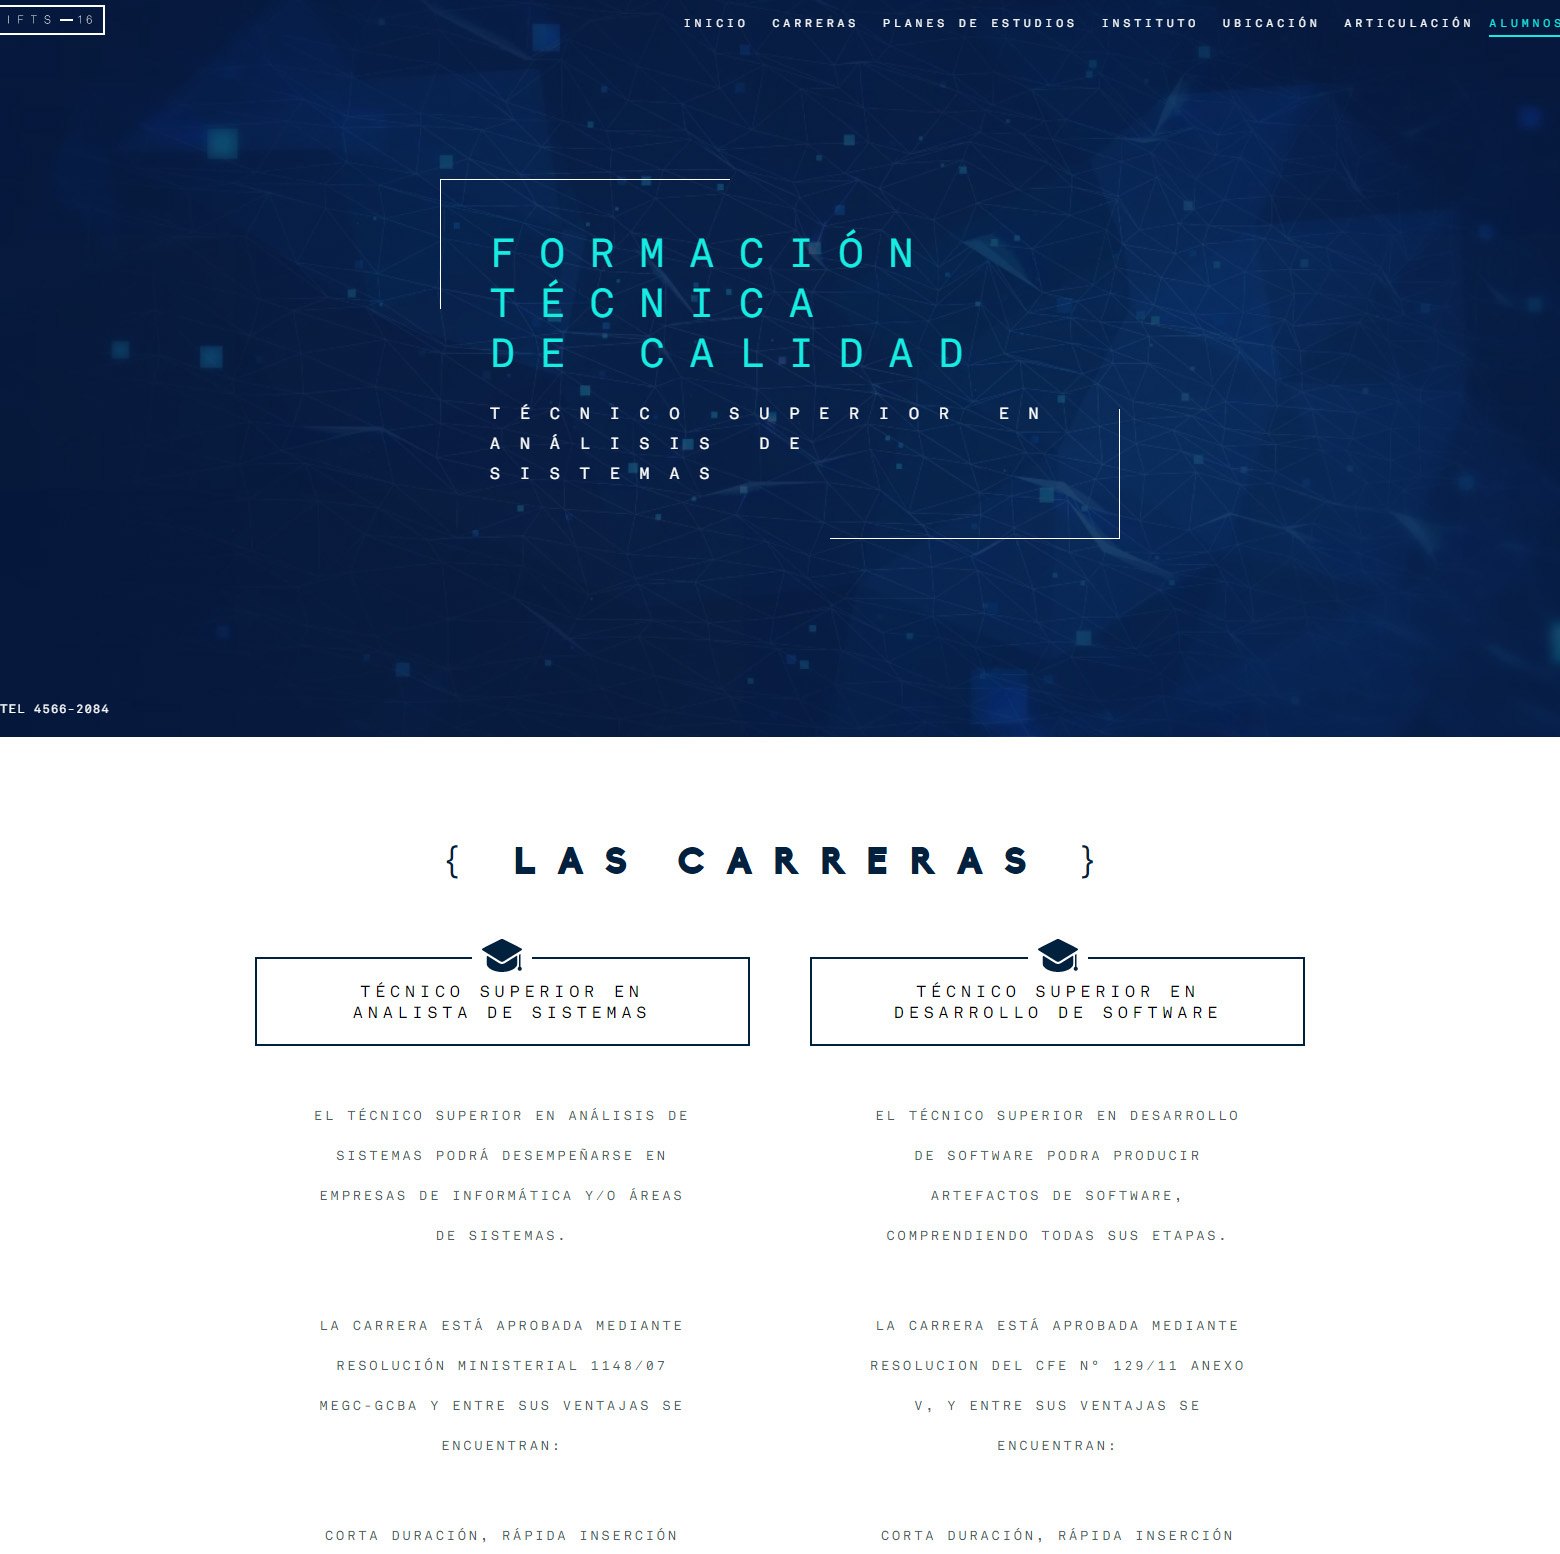 IFTS—16
INICIO CARRERAS PLANES DE ESTUDIOS INSTITUTO UBICACIÓN ARTICULACIÓN ALUMNOS
FORMACIÓN
TÉCNICA
DE CALIDAD
TÉCNICO SUPERIOR EN
ANÁLISIS DE
SISTEMAS
TEL 4566-2084
{ LAS CARRERAS }
TÉCNICO SUPERIOR EN
ANALISTA DE SISTEMAS
EL TÉCNICO SUPERIOR EN ANÁLISIS DE
SISTEMAS PODRÁ DESEMPEÑARSE EN
EMPRESAS DE INFORMÁTICA Y/O ÁREAS
DE SISTEMAS.
LA CARRERA ESTÁ APROBADA MEDIANTE
RESOLUCIÓN MINISTERIAL 1148/07
MEGC-GCBA Y ENTRE SUS VENTAJAS SE
ENCUENTRAN:
CORTA DURACIÓN, RÁPIDA INSERCIÓN
TÉCNICO SUPERIOR EN
DESARROLLO DE SOFTWARE
EL TÉCNICO SUPERIOR EN DESARROLLO
DE SOFTWARE PODRA PRODUCIR
ARTEFACTOS DE SOFTWARE,
COMPRENDIENDO TODAS SUS ETAPAS.
LA CARRERA ESTÁ APROBADA MEDIANTE
RESOLUCION DEL CFE Nº 129/11 ANEXO
V, Y ENTRE SUS VENTAJAS SE
ENCUENTRAN:
CORTA DURACIÓN, RÁPIDA INSERCIÓN